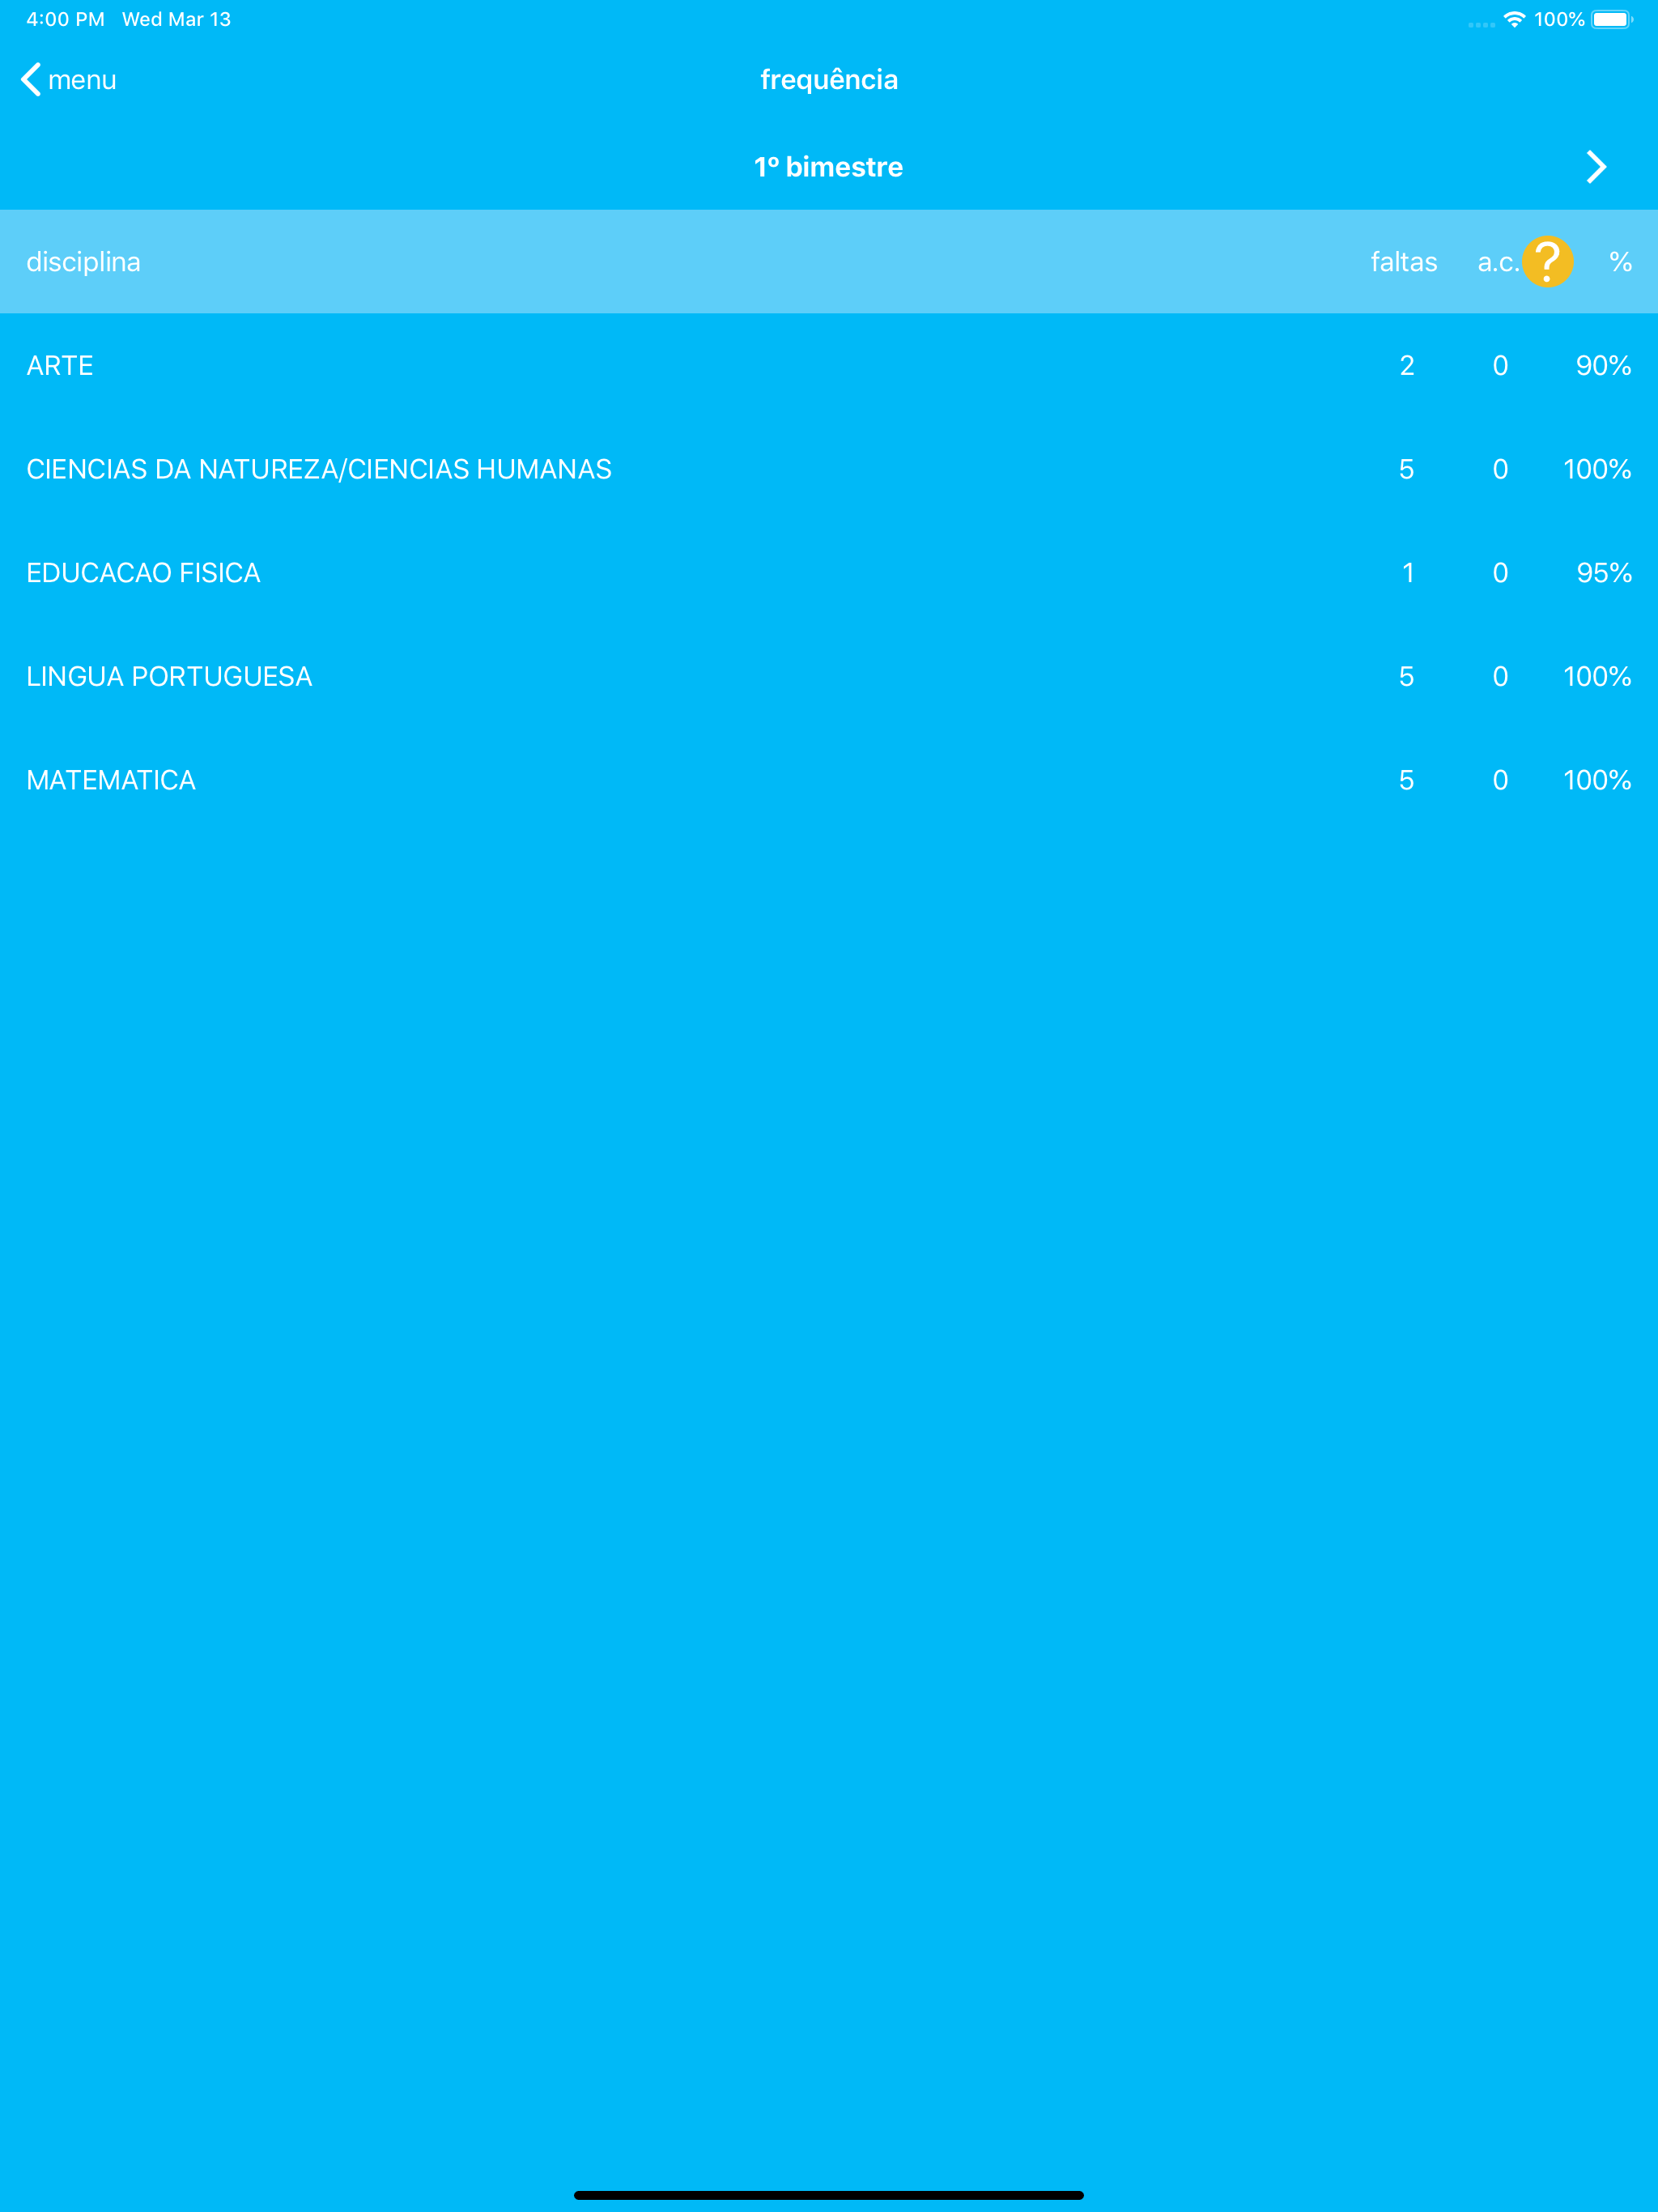 4:00 PM Wed Mar 13 100%
menu frequência
1º bimestre
disciplina faltas a.c. ? %
ARTE 2 0 90%
CIENCIAS DA NATUREZA/CIENCIAS HUMANAS 5 0 100%
EDUCACAO FISICA 1 0 95%
LINGUA PORTUGUESA 5 0 100%
MATEMATICA 5 0 100%